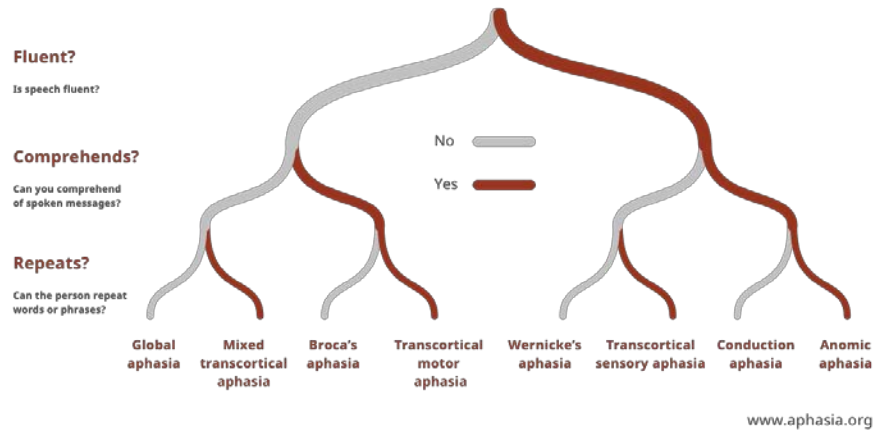 Fluent?
Is speech fluent?
No
Comprehends?
Yes
Can you comprehend
of spoken messages?
Repeats?
Can the person repeat
words or phrases?
Global
aphasia
Mixed
transcortical
aphasia
Broca's
aphasia
Transcortical
motor
aphasia
Wernicke's
aphasia
Transcortical
sensory aphasia
Conduction
aphasia
Anomic
aphasia
www.aphasia.org